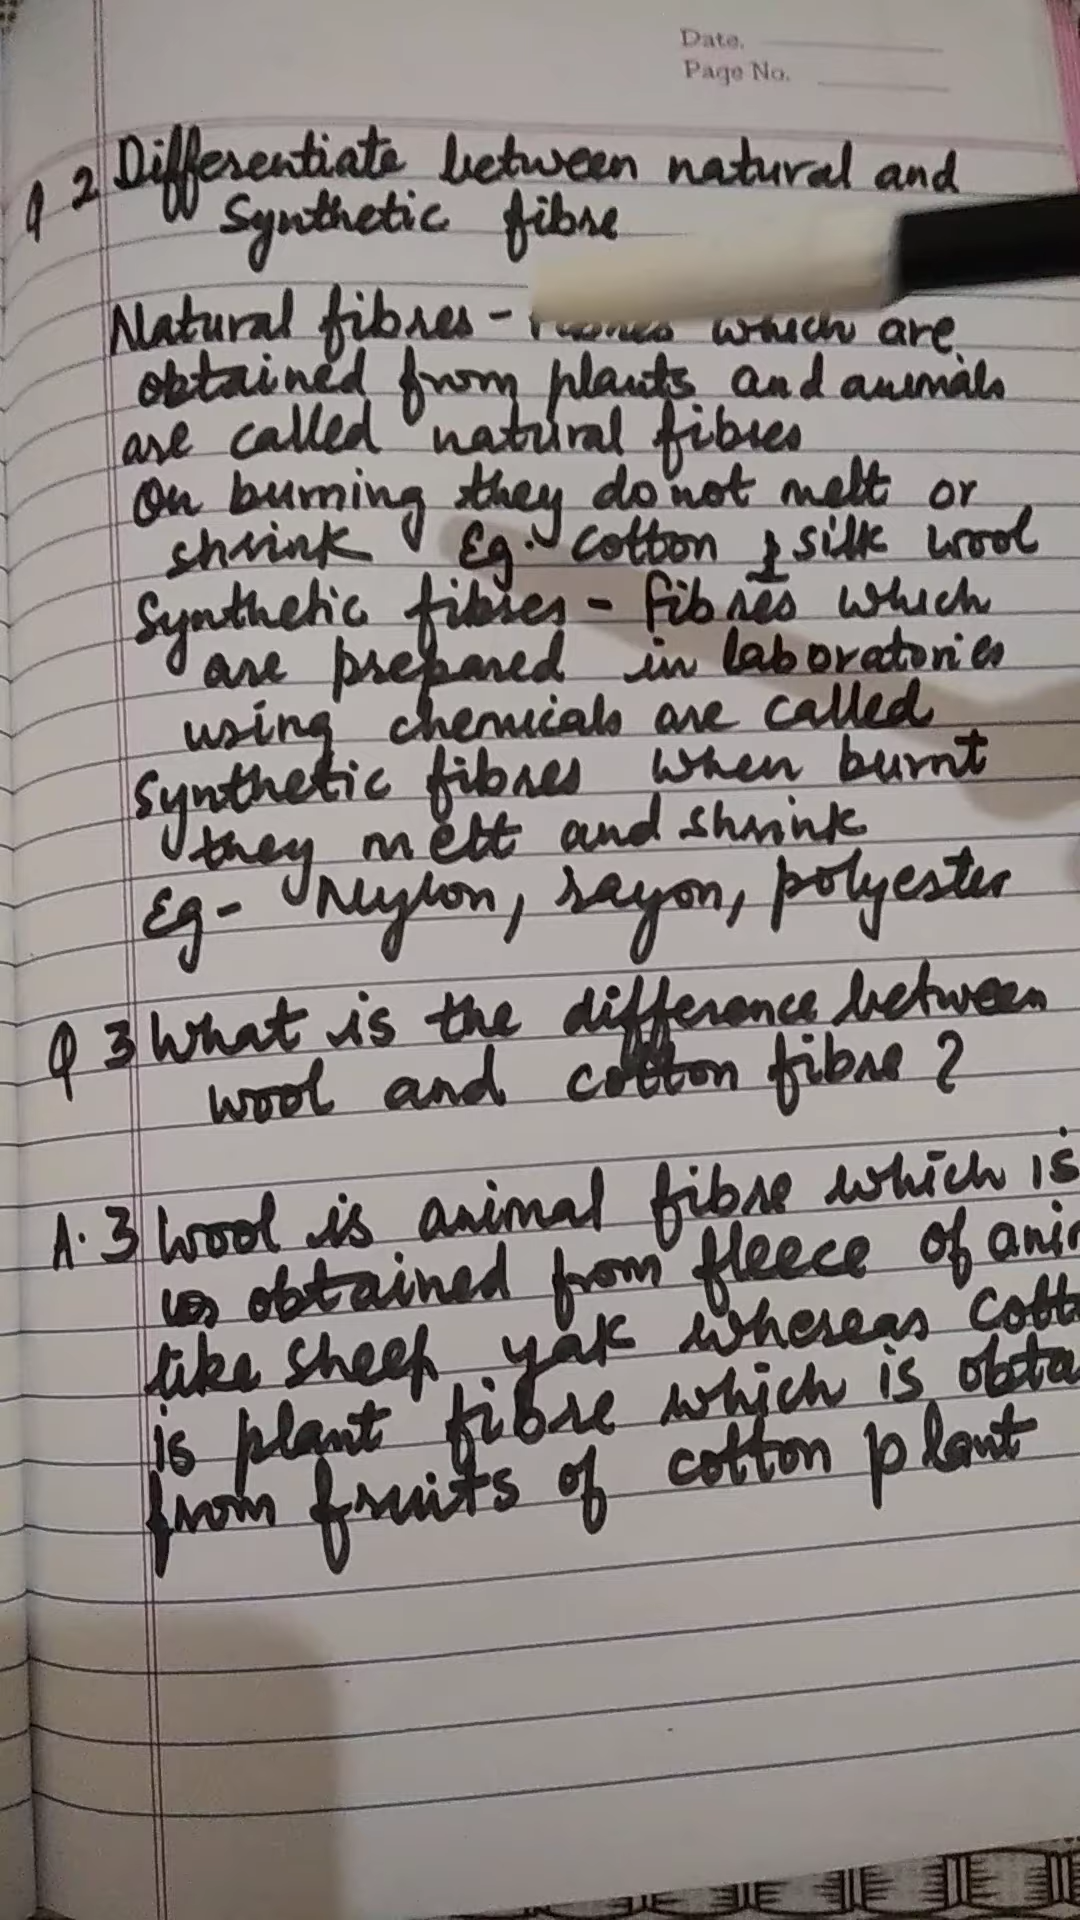 Date.
Page No.
Q 2 Differentiate between natural and
Synthetic fibre
Natural fibres - which are
obtained from plants and animals
are called natural fibres
On burning they do not melt or
shrink Eg. cotton silk wool
Synthetic fibres - fibres which
are prepared in laboratories
using chemicals are called
synthetic fibres when burnt
they melt and shrink
Eg - Nylon, rayon, polyester
Q 3 What is the difference between
wool and cotton fibre ?
A. 3 Wool is animal fibre which is
obtained from fleece of
like sheep yak whereas
is plant fibre which is
from fruits of cotton plant